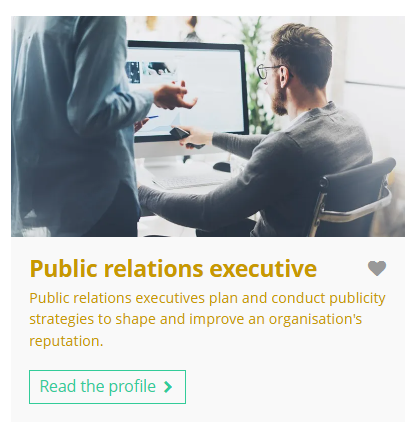 Public relations executive
Public relations executives plan and conduct publicity
strategies to shape and improve an organisation's
reputation.
Read the profile